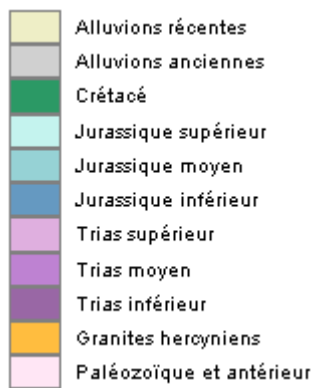 Alluvions récentes
Alluvions anciennes
Crétacé
Jurassique supérieur
Jurassique moyen
Jurassique inférieur
Trias supérieur
Trias moyen
Trias inférieur
Granites hercyniens
Paléozoïque et antérieur